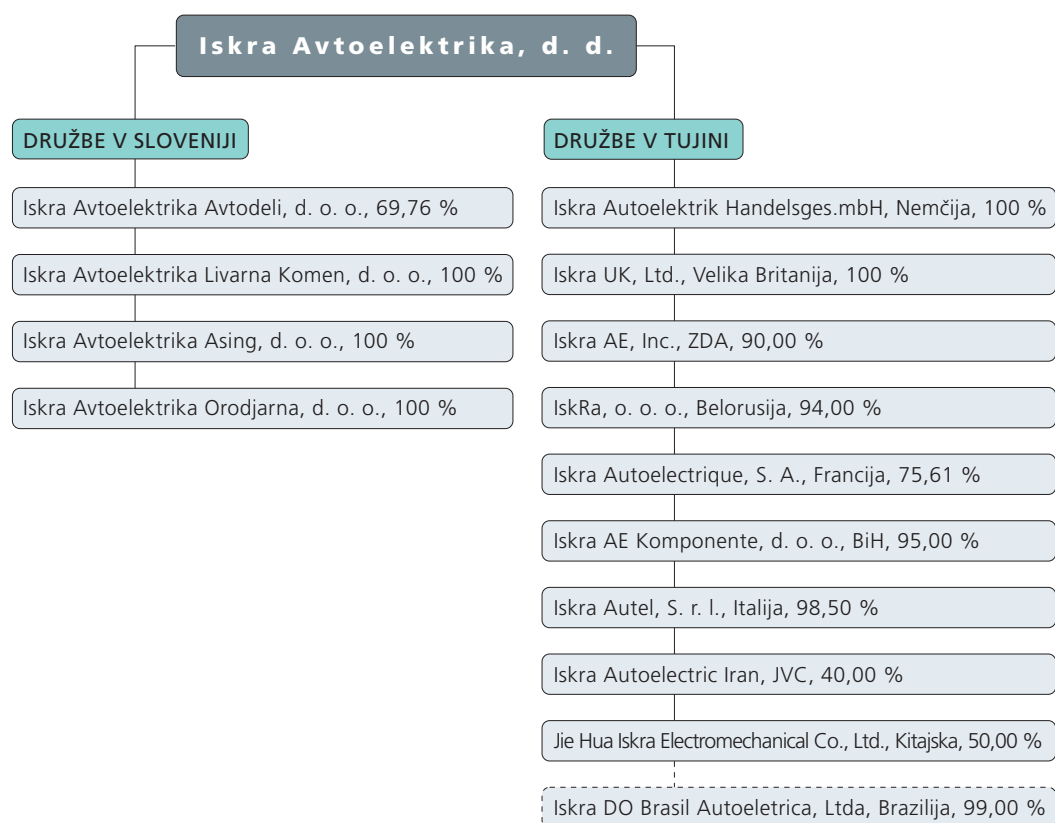 Iskra Avtoelektrika, d. d.
DRUŽBE V SLOVENIJI
Iskra Avtoelektrika Avtodeli, d. o. o., 69,76 %
Iskra Avtoelektrika Livarna Komen, d. o. o., 100 %
Iskra Avtoelektrika Asing, d. o. o., 100 %
Iskra Avtoelektrika Orodjarna, d. o. o., 100 %
DRUŽBE V TUJINI
Iskra Autoelektrik Handelsges.mbH, Nemčija, 100 %
Iskra UK, Ltd., Velika Britanija, 100 %
Iskra AE, Inc., ZDA, 90,00 %
IskRa, o. o. o., Belorusija, 94,00 %
Iskra Autoelectrique, S. A., Francija, 75,61 %
Iskra AE Komponente, d. o. o., BiH, 95,00 %
Iskra Autel, S. r. l., Italija, 98,50 %
Iskra Autoelectric Iran, JVC, 40,00 %
Jie Hua Iskra Electromechanical Co., Ltd., Kitajska, 50,00 %
Iskra DO Brasil Autoeletrica, Ltda, Brazilija, 99,00 %